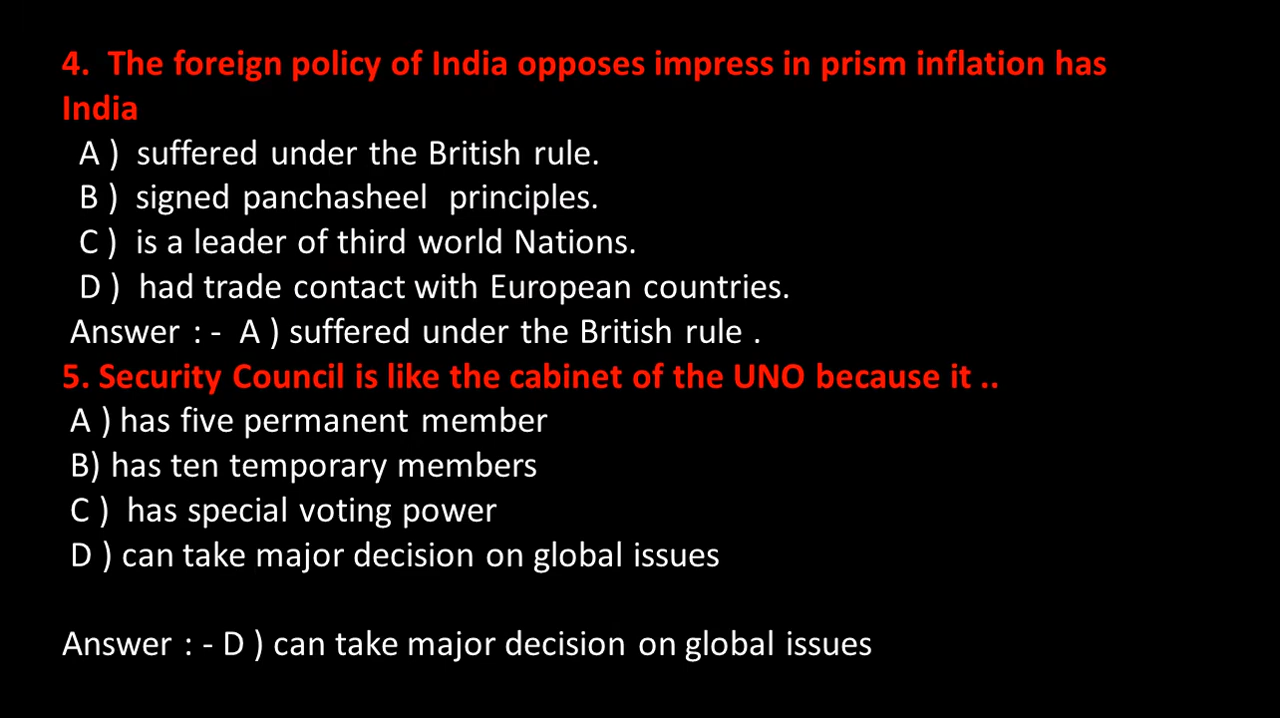 4. The foreign policy of India opposes impress in prism inflation has
India
A ) suffered under the British rule.
B ) signed panchasheel principles.
C ) is a leader of third world Nations.
D ) had trade contact with European countries.
Answer : - A ) suffered under the British rule .
5. Security Council is like the cabinet of the UNO because it ..
A ) has five permanent member
B) has ten temporary members
C ) has special voting power
D ) can take major decision on global issues
Answer : - D ) can take major decision on global issues